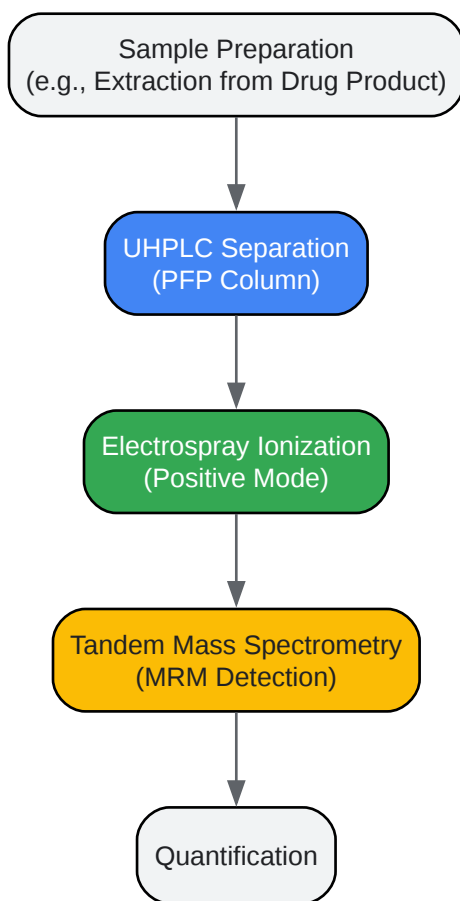 Sample Preparation
(e.g., Extraction from Drug Product)
UHPLC Separation
(PFP Column)
Electrospray Ionization
(Positive Mode)
Tandem Mass Spectrometry
(MRM Detection)
Quantification